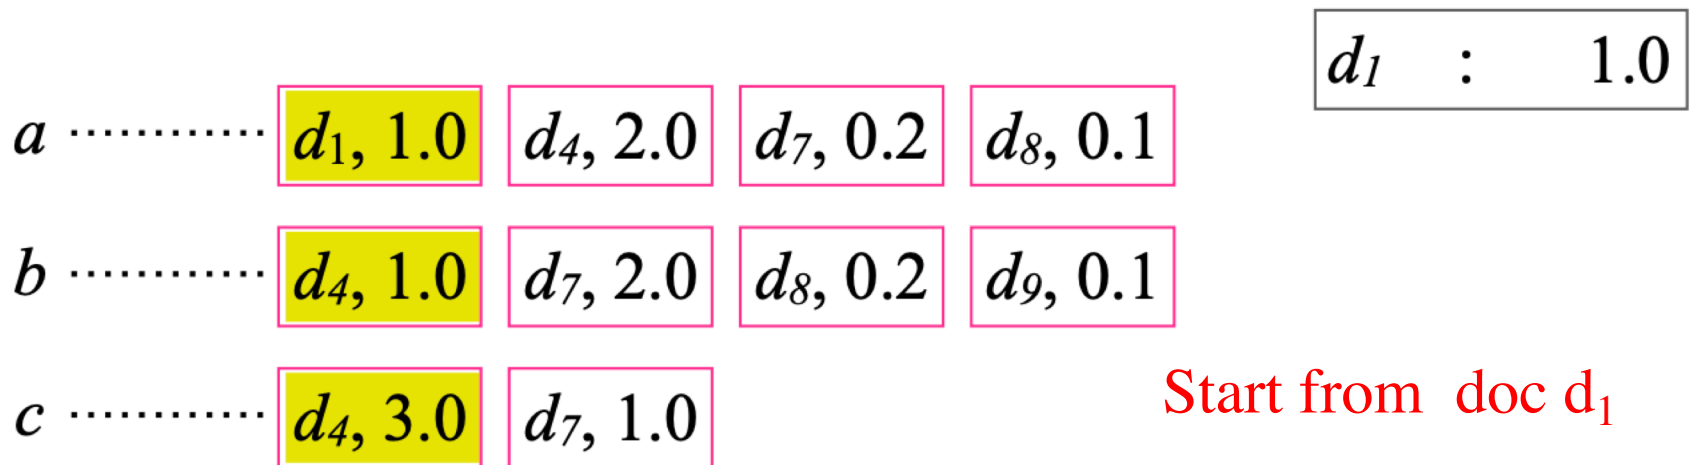 d1 : 1.0
a ............ d1, 1.0 d4, 2.0 d7, 0.2 d8, 0.1
b ............ d4, 1.0 d7, 2.0 d8, 0.2 d9, 0.1
c ............ d4, 3.0 d7, 1.0
Start from doc d1